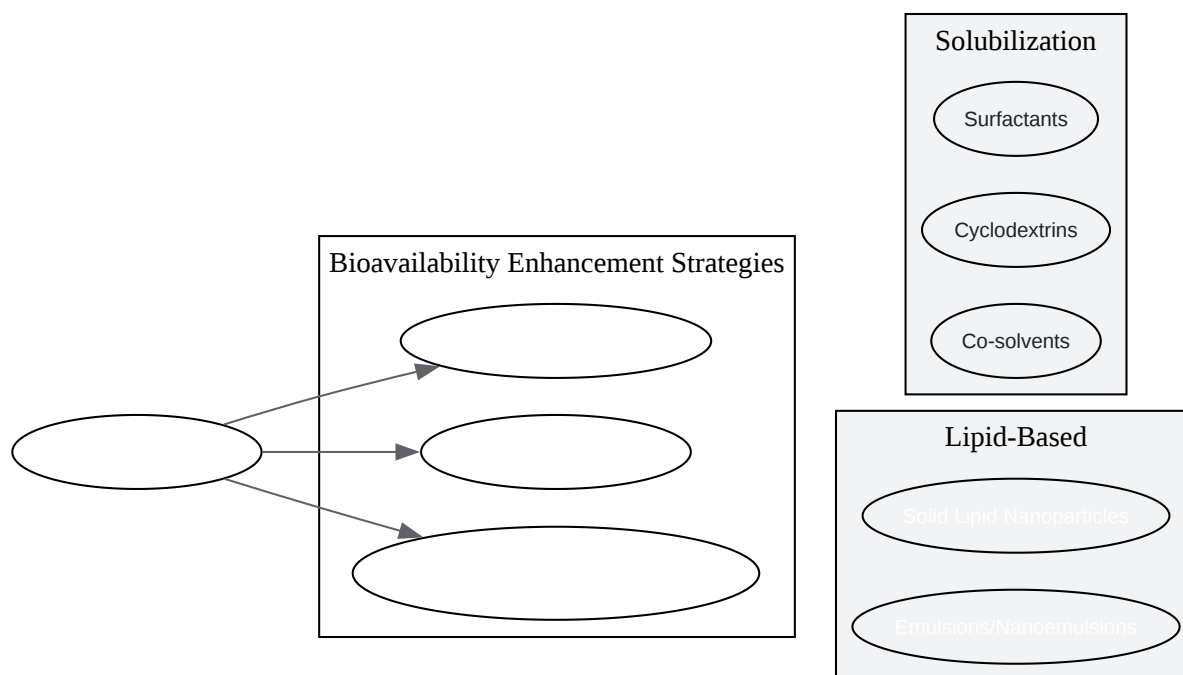 Solubilization
Surfactants
Cyclodextrins
Co-solvents
Bioavailability Enhancement Strategies
Lipid-Based
Solid Lipid Nanoparticles
Emulsions/Nanoemulsions